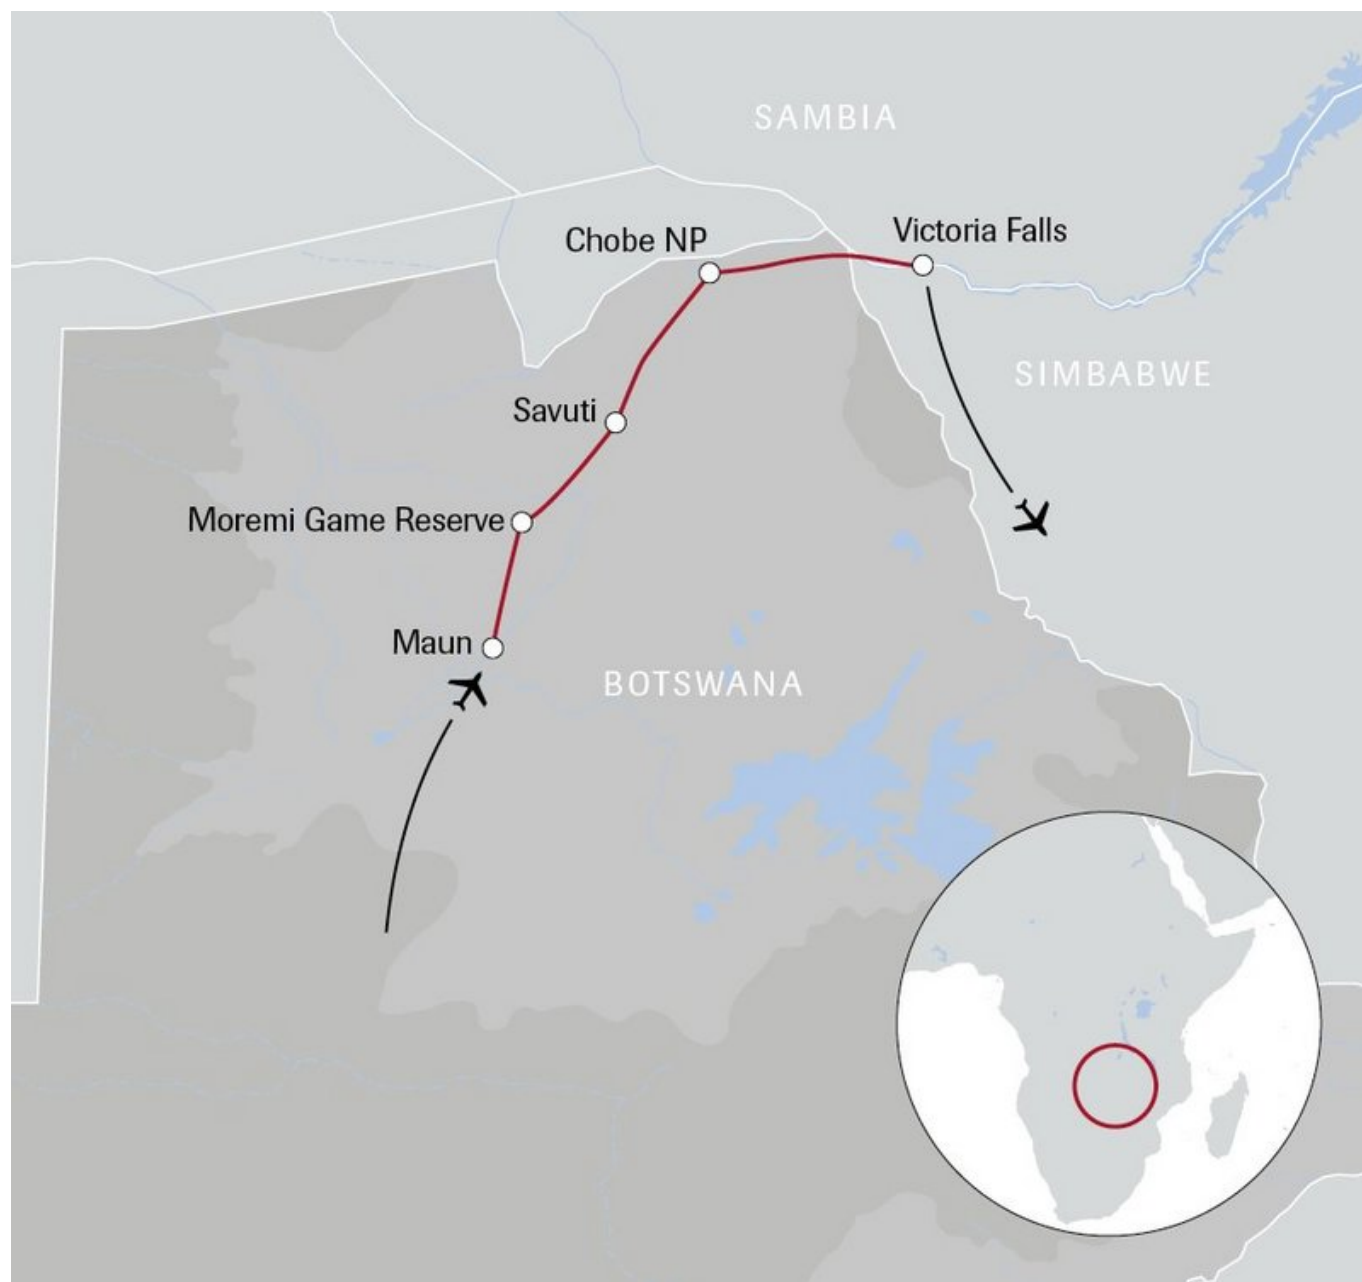 SAMBIA
Victoria Falls
Chobe NP
SIMBABWE
Savuti
Moremi Game Reserve
Maun
BOTSWANA